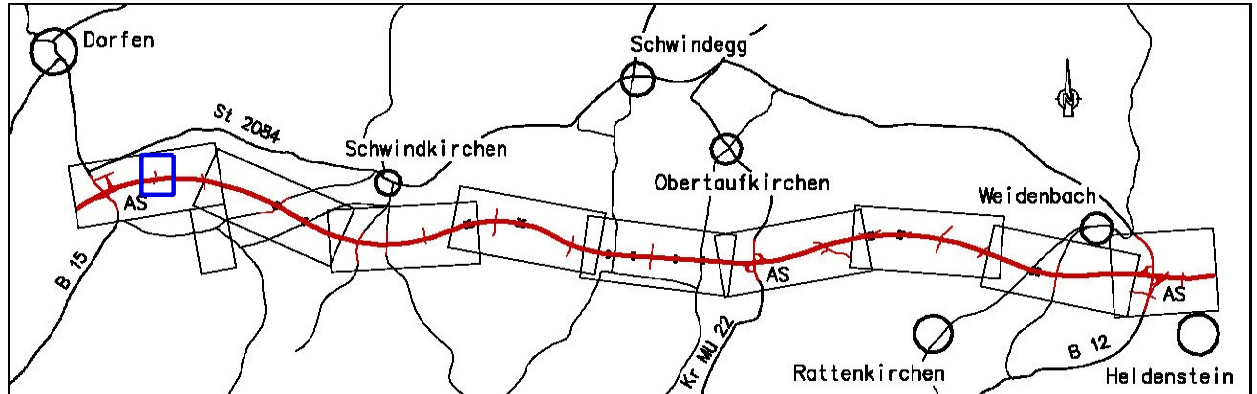 Dorfen
Schwindegg
St 2084
Schwindkirchen
Obertaufkirchen
Weidenbach
AS
AS
AS
B 15
Kr MÜ 22
B 12
Rattenkirchen
Heldenstein
N